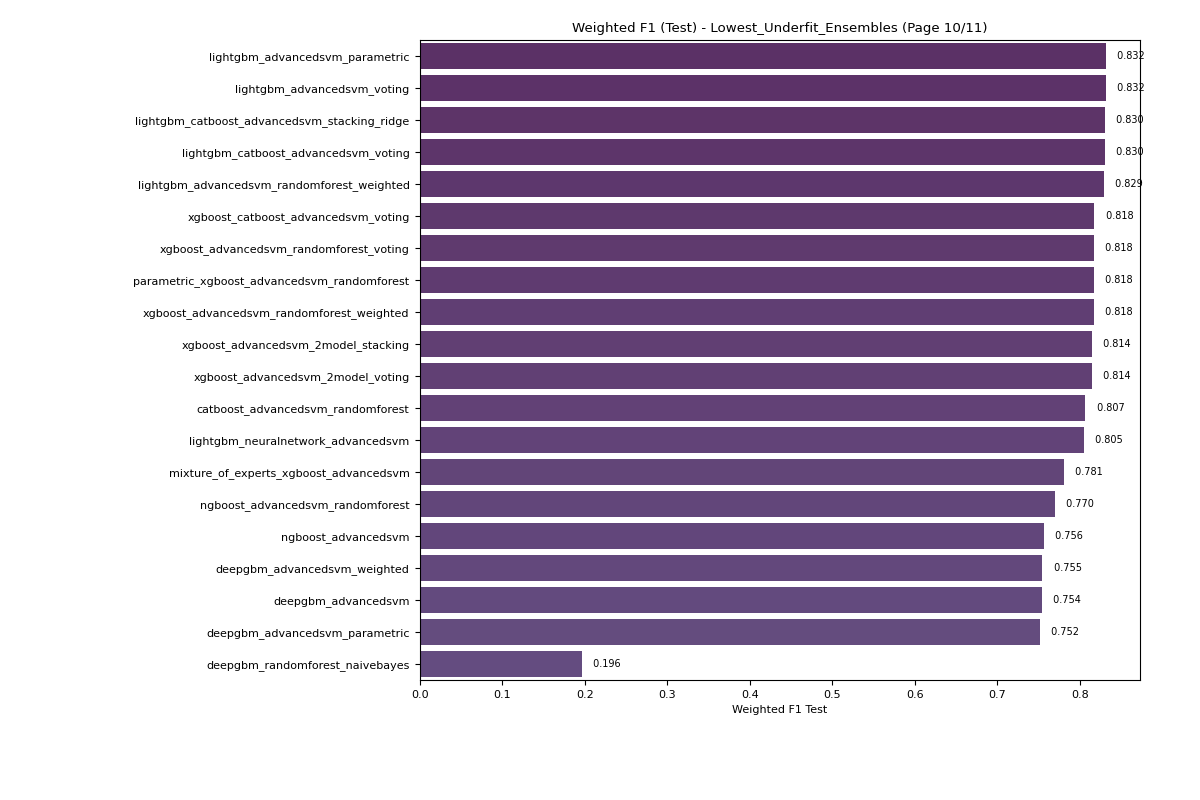 Weighted F1 (Test) - Lowest_Underfit_Ensembles (Page 10/11)
lightgbm_advancedsvm_parametric 0.832
lightgbm_advancedsvm_voting 0.832
lightgbm_catboost_advancedsvm_stacking_ridge 0.830
lightgbm_catboost_advancedsvm_voting 0.830
lightgbm_advancedsvm_randomforest_weighted 0.829
xgboost_catboost_advancedsvm_voting 0.818
xgboost_advancedsvm_randomforest_voting 0.818
parametric_xgboost_advancedsvm_randomforest 0.818
xgboost_advancedsvm_randomforest_weighted 0.818
xgboost_advancedsvm_2model_stacking 0.814
xgboost_advancedsvm_2model_voting 0.814
catboost_advancedsvm_randomforest 0.807
lightgbm_neuralnetwork_advancedsvm 0.805
mixture_of_experts_xgboost_advancedsvm 0.781
ngboost_advancedsvm_randomforest 0.770
ngboost_advancedsvm 0.756
deepgbm_advancedsvm_weighted 0.755
deepgbm_advancedsvm 0.754
deepgbm_advancedsvm_parametric 0.752
deepgbm_randomforest_naivebayes 0.196
0.0 0.1 0.2 0.3 0.4 0.5 0.6 0.7 0.8
Weighted F1 Test